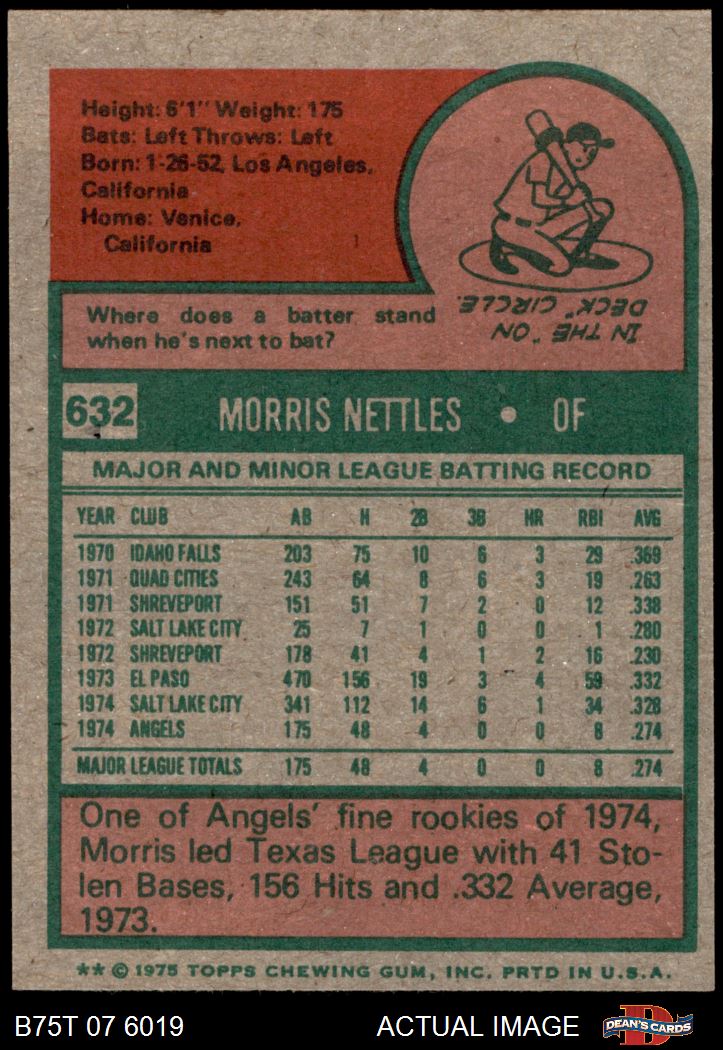 Height: 6'1" Weight: 175
Bats: Left Throws: Left
Born: 1-26-52, Los Angeles,
California
Home: Venice,
California
Where does a batter stand
when he's next to bat?
IN THE "ON
DECK" CIRCLE.
632 MORRIS NETTLES • OF
MAJOR AND MINOR LEAGUE BATTING RECORD
YEAR CLUB AB H 2B 3B HR RBI AVG
1970 IDAHO FALLS 203 75 10 6 3 29 .369
1971 QUAD CITIES 243 64 8 6 3 19 .263
1971 SHREVEPORT 151 51 7 2 0 12 .338
1972 SALT LAKE CITY 25 7 1 0 0 1 .280
1972 SHREVEPORT 178 41 4 1 2 16 .230
1973 EL PASO 470 156 19 3 4 59 .332
1974 SALT LAKE CITY 341 112 14 6 1 34 .328
1974 ANGELS 175 48 4 0 0 8 .274
MAJOR LEAGUE TOTALS 175 48 4 0 0 8 .274
One of Angels' fine rookies of 1974,
Morris led Texas League with 41 Sto-
len Bases, 156 Hits and .332 Average,
1973.
** © 1975 TOPPS CHEWING GUM, INC. PRTD IN U.S.A.
B75T 07 6019 ACTUAL IMAGE D DEAN'S CARDS